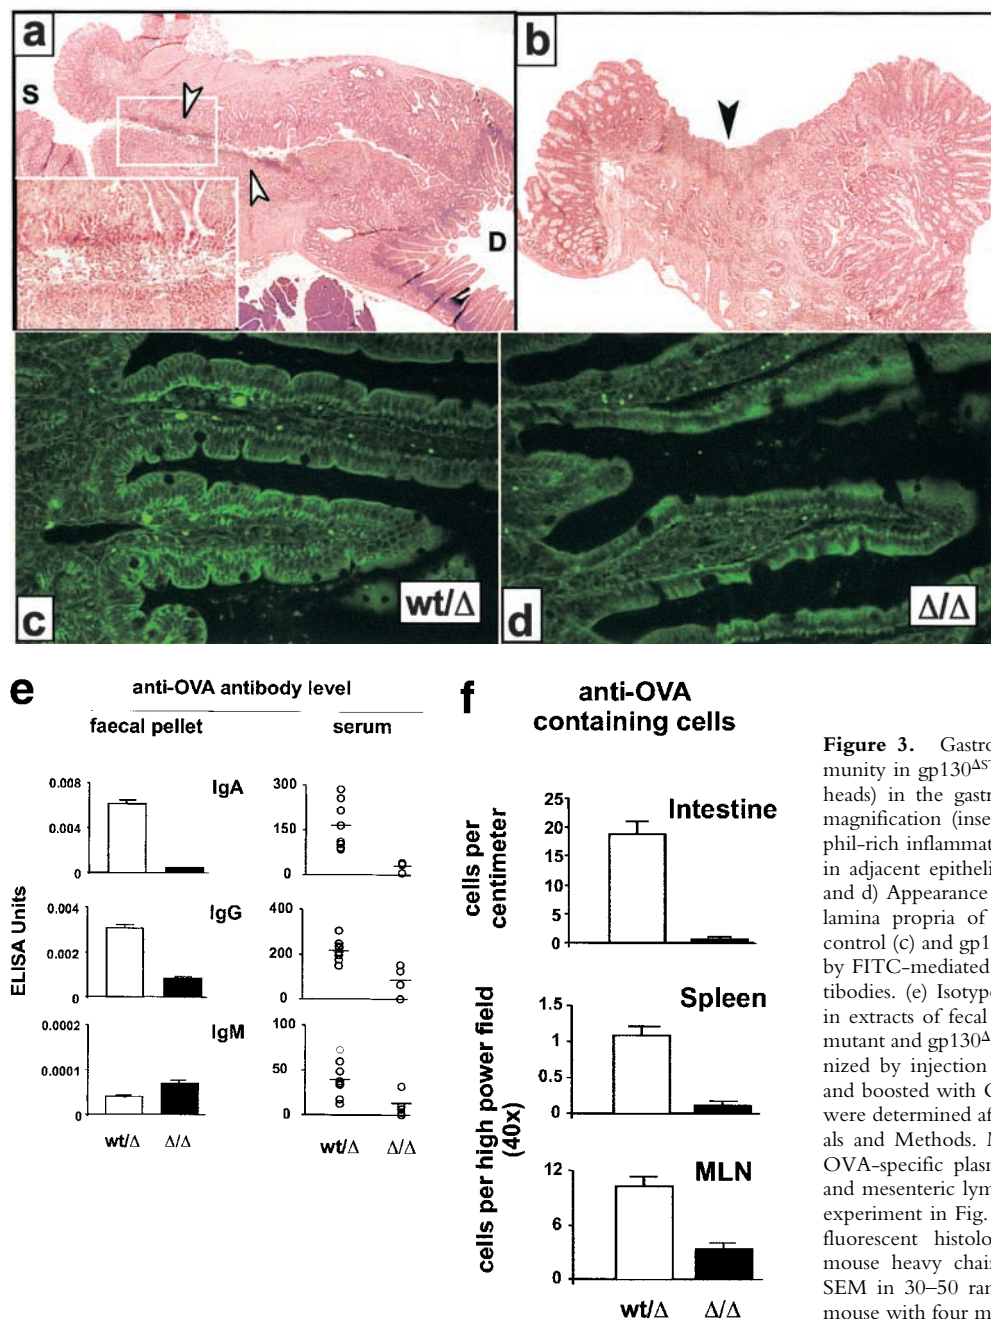 a
S
D
b
c
wt/Δ
d
Δ/Δ
e
anti-OVA antibody level
faecal pellet
serum
ELISA Units
0.008
0.004
0
IgA
300
150
0
0.004
0.002
0
IgG
400
200
0
0.0002
0.0001
0
IgM
100
50
0
wt/Δ
Δ/Δ
wt/Δ
Δ/Δ
f
anti-OVA
containing cells
cells per
centimeter
25
20
15
10
5
0
Intestine
cells per high power field
(40x)
1.5
1
0.5
0
Spleen
12
6
0
MLN
wt/Δ
Δ/Δ
Figure 3. Gastro
munity in gp130ΔST
heads) in the gastr
magnification (inse
phil-rich inflammat
in adjacent epitheli
and d) Appearance
lamina propria of
control (c) and gp1
by FITC-mediated
tibodies. (e) Isotype
in extracts of fecal
mutant and gp130Δ
nized by injection
and boosted with C
were determined af
als and Methods. M
OVA-specific plasm
and mesenteric lym
experiment in Fig.
fluorescent histolo
mouse heavy chain
SEM in 30–50 ran
mouse with four m